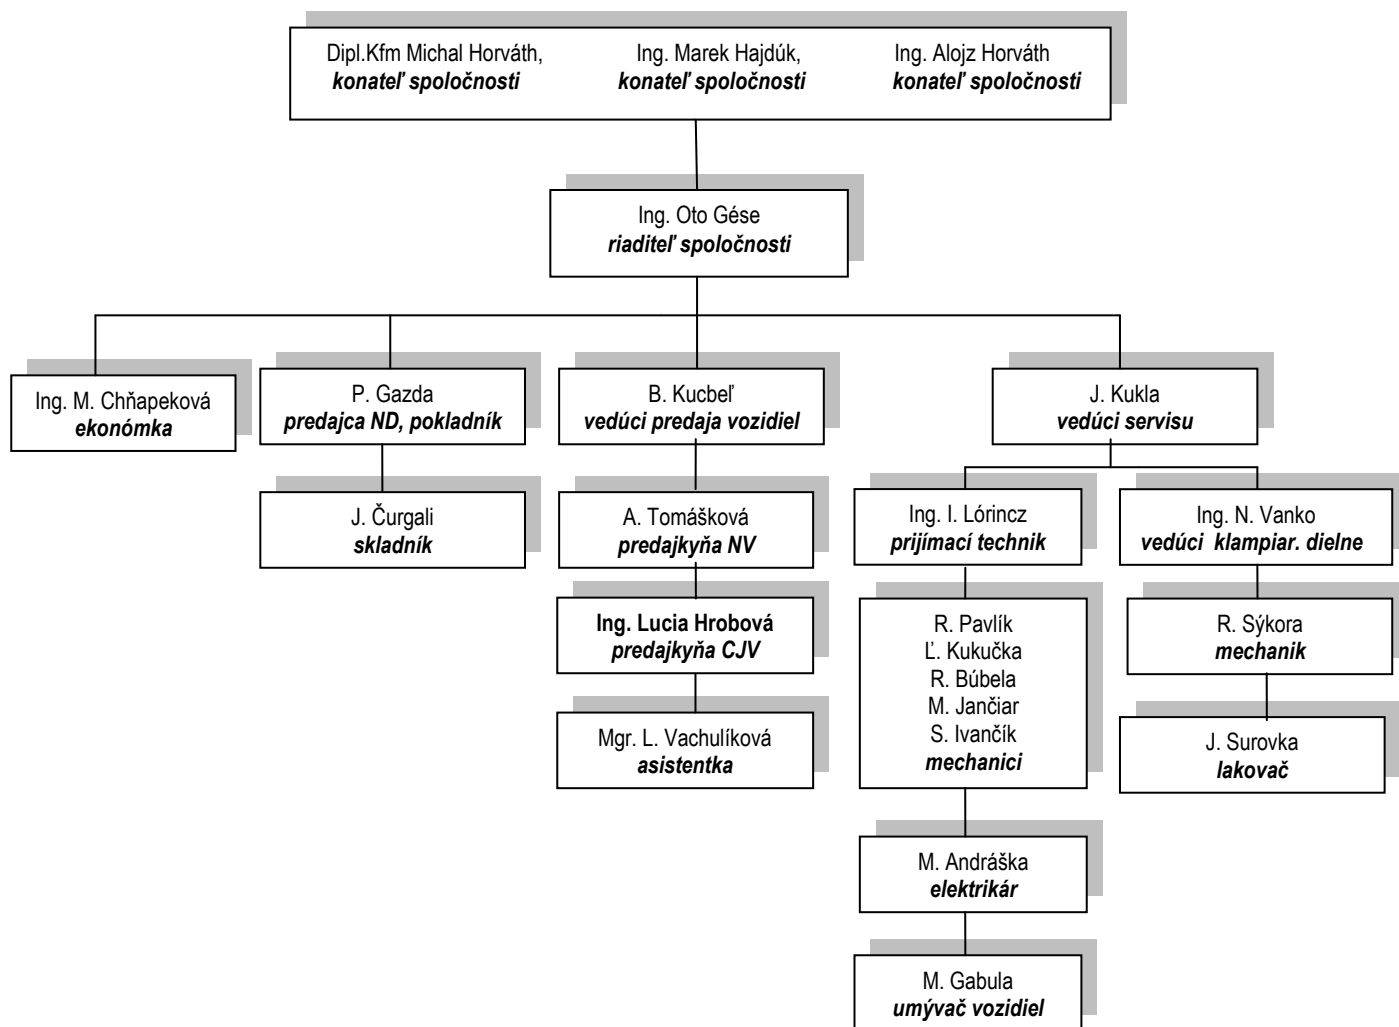 Dipl.Kfm Michal Horváth,
konateľ spoločnosti
Ing. Marek Hajdúk,
konateľ spoločnosti
Ing. Alojz Horváth
konateľ spoločnosti
Ing. Oto Gése
riaditeľ spoločnosti
Ing. M. Chňapeková
ekonómka
P. Gazda
predajca ND, pokladník
B. Kucbeľ
vedúci predaja vozidiel
J. Kukla
vedúci servisu
J. Čurgali
skladník
A. Tomášková
predajkyňa NV
Ing. I. Lórincz
prijímací technik
Ing. N. Vanko
vedúci klampiar. dielne
Ing. Lucia Hrobová
predajkyňa CJV
R. Pavlík
Ľ. Kukučka
R. Búbela
M. Jančiar
S. Ivančík
mechanici
R. Sýkora
mechanik
Mgr. L. Vachulíková
asistentka
J. Surovka
lakovač
M. Andráška
elektrikár
M. Gabula
umývač vozidiel